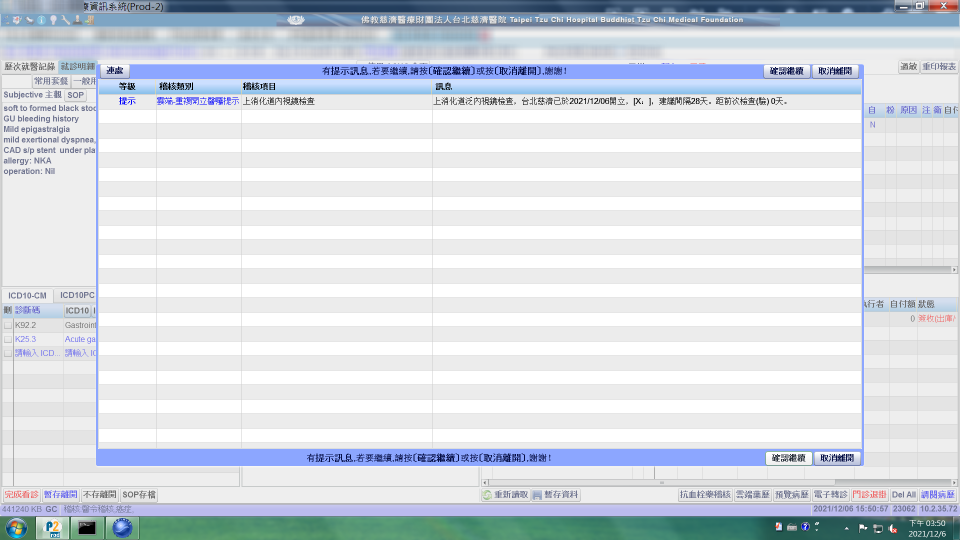 療資訊系統(Prod-2)
佛教慈濟醫療財團法人台北慈濟醫院 Taipei Tzu Chi Hospital Buddhist Tzu Chi Medical Foundation
歷次就醫記錄 就診明細
過敏 重印報表
連處 有提示訊息,若要繼續,請按〔確認繼續〕或按〔取消離開〕,謝謝! 確認繼續 取消離開
常用套餐 一般用
等級 稽核類別 稽核項目 訊息
Subjective 主觀 SOP
提示 雲端-重複開立醫囑提示 上消化道內視鏡檢查 上消化道泛內視鏡檢查，台北慈濟已於2021/12/06開立，[X，]，建議間隔28天。距前次檢查(驗) 0天。
soft to formed black stoo
GU bleeding history
Mild epigastralgia
mild exertional dyspnea,
CAD s/p stent under pla
allergy: NKA
operation: Nil
自 粉 原因 注 衛 自付
N
ICD10-CM ICD10PC
刪 診斷碼 ICD10
K92.2 Gastroint
K25.3 Acute ga
請輸入 ICD... 請輸入 IC
執行者 自付額 狀態
0 簽收(出庫/
有提示訊息,若要繼續,請按〔確認繼續〕或按〔取消離開〕,謝謝! 確認繼續 取消離開
完成看診 暫存離開 不存離開 SOP存檔 重新讀取 暫存資料 抗血栓藥稽核 雲端藥歷 預覽病歷 電子轉診 門診退掛 Del All 調閱病歷
441240 KB GC 稽核.醫令稽核.癌症. 2021/12/06 15:50:57 23062 10.2.35.72
P2
rod
下午 03:50
2021/12/6